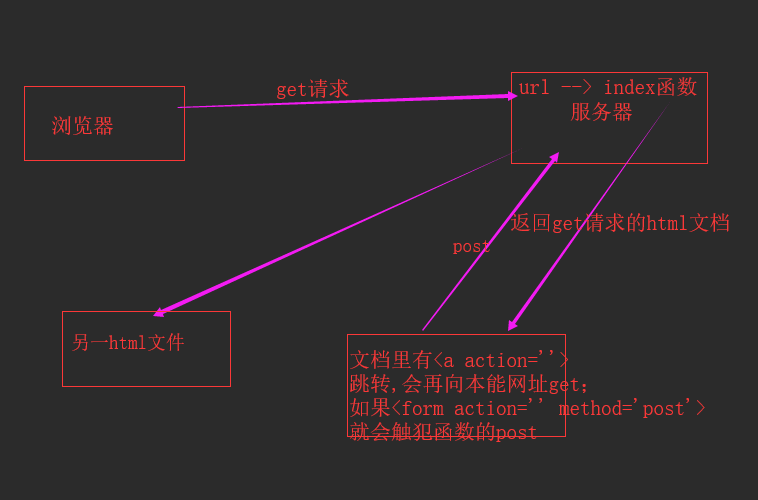 get请求
浏览器
url --> index函数
服务器
返回get请求的html文档
post
另一html文件
文档里有<a action=''>
跳转,会再向本能网址get;
如果<form action='' method='post'>
就会触犯函数的post